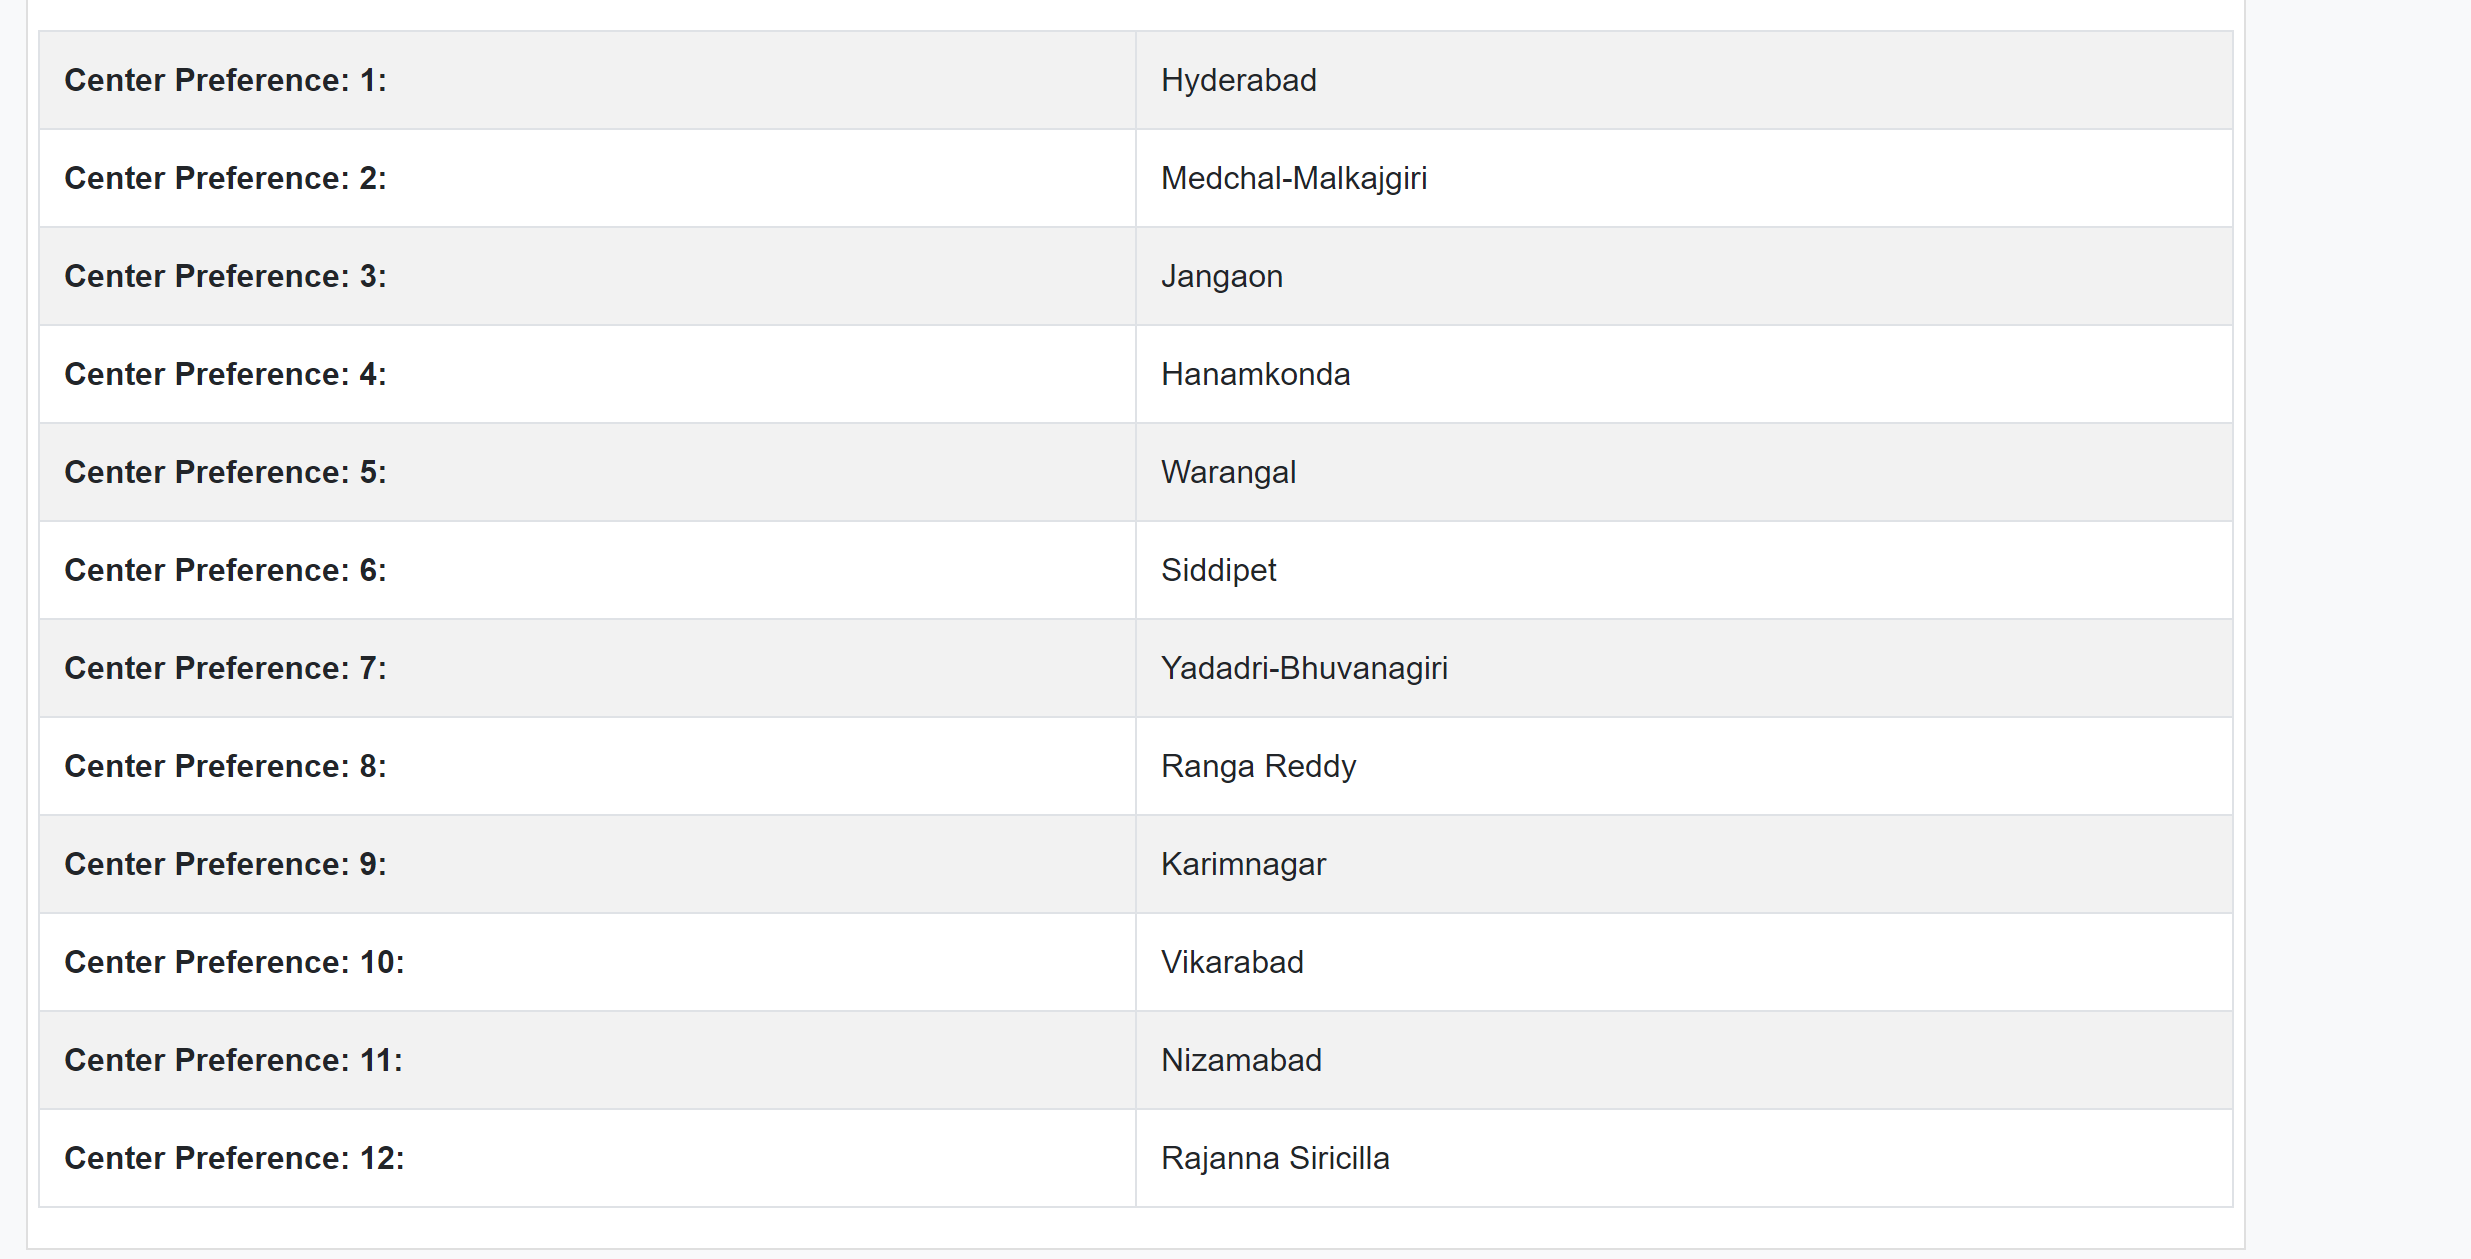 Center Preference: 1: Hyderabad
Center Preference: 2: Medchal-Malkajgiri
Center Preference: 3: Jangaon
Center Preference: 4: Hanamkonda
Center Preference: 5: Warangal
Center Preference: 6: Siddipet
Center Preference: 7: Yadadri-Bhuvanagiri
Center Preference: 8: Ranga Reddy
Center Preference: 9: Karimnagar
Center Preference: 10: Vikarabad
Center Preference: 11: Nizamabad
Center Preference: 12: Rajanna Siricilla